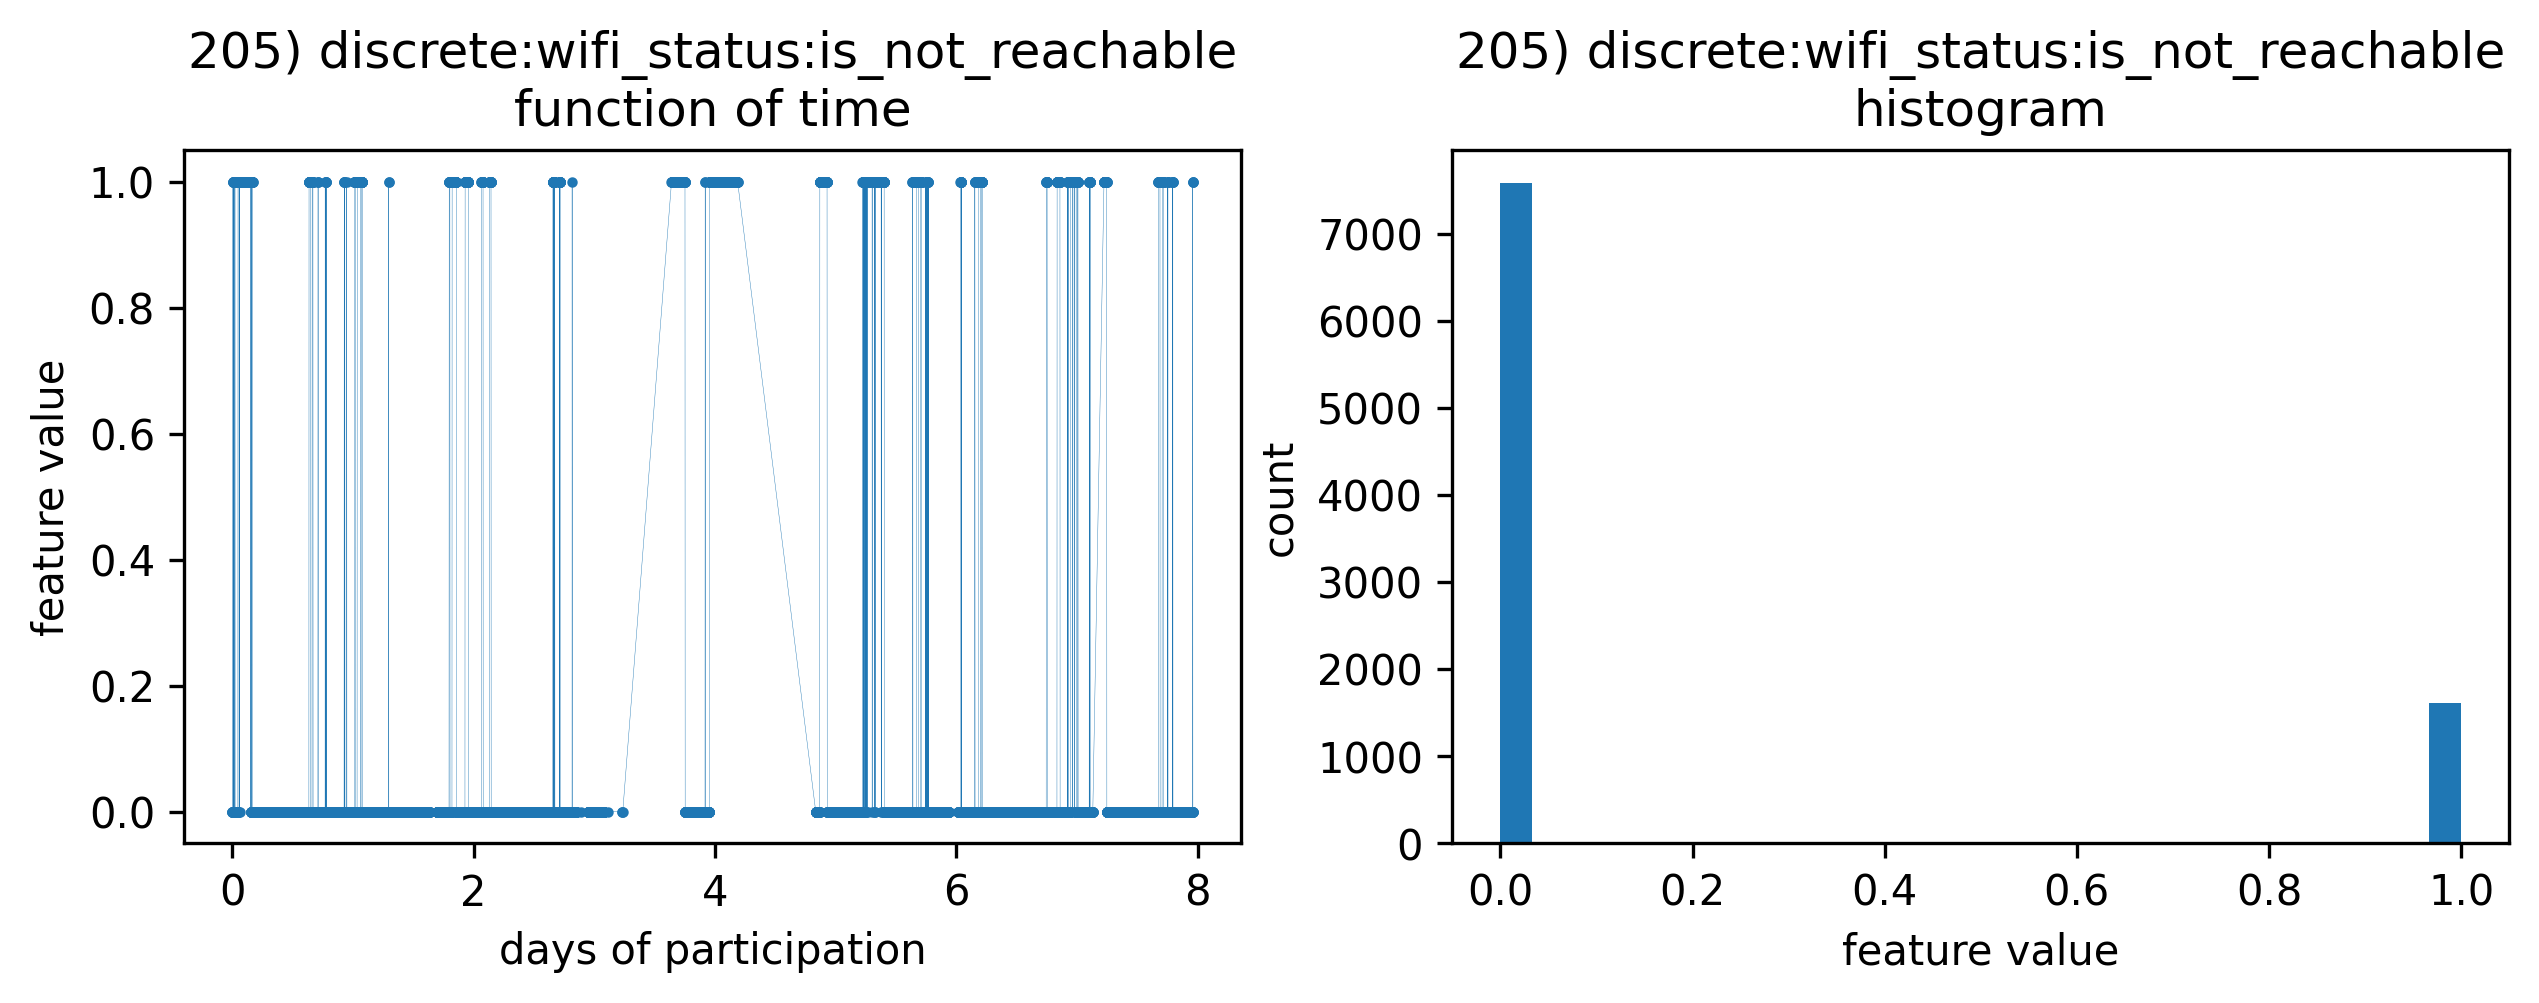 205) discrete:wifi_status:is_not_reachable
function of time
1.0
0.8
0.6
0.4
0.2
0.0
feature value
0 2 4 6 8
days of participation
205) discrete:wifi_status:is_not_reachable
histogram
7000
6000
5000
4000
3000
2000
1000
0
count
0.0 0.2 0.4 0.6 0.8 1.0
feature value